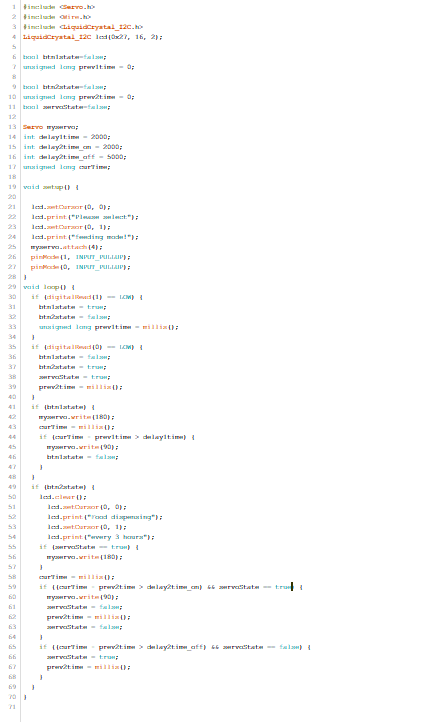 1 #include <Servo.h>
2 #include <Wire.h>
3 #include <LiquidCrystal_I2C.h>
4 LiquidCrystal_I2C lcd(0x27, 16, 2);
5
6 bool btn1state=false;
7 unsigned long prev1time = 0;
8
9 bool btn2state=false;
10 unsigned long prev2time = 0;
11 bool servoState=false;
12
13 Servo myservo;
14 int delay1time = 2000;
15 int delay2time_on = 2000;
16 int delay2time_off = 5000;
17 unsigned long curTime;
18
19 void setup() {
20
21 lcd.setCursor(0, 0);
22 lcd.print("Please select");
23 lcd.setCursor(0, 1);
24 lcd.print("feeding mode!");
25 myservo.attach(4);
26 pinMode(1, INPUT_PULLUP);
27 pinMode(0, INPUT_PULLUP);
28 }
29 void loop() {
30 if (digitalRead(1) == LOW) {
31 btn1state = true;
32 btn2state = false;
33 unsigned long prev1time = millis();
34 }
35 if (digitalRead(0) == LOW) {
36 btn1state = false;
37 btn2state = true;
38 servoState = true;
39 prev2time = millis();
40 }
41 if (btn1state) {
42 myservo.write(180);
43 curTime = millis();
44 if (curTime - prev1time > delay1time) {
45 myservo.write(90);
46 btn1state = false;
47 }
48 }
49 if (btn2state) {
50 lcd.clear();
51 lcd.setCursor(0, 0);
52 lcd.print("Food dispensing");
53 lcd.setCursor(0, 1);
54 lcd.print("every 3 hours");
55 if (servoState == true) {
56 myservo.write(180);
57 }
58 curTime = millis();
59 if ((curTime - prev2time > delay2time_on) && servoState == true) {
60 myservo.write(90);
61 servoState = false;
62 prev2time = millis();
63 servoState = false;
64 }
65 if ((curTime - prev2time > delay2time_off) && servoState == false) {
66 servoState = true;
67 prev2time = millis();
68 }
69 }
70 }
71